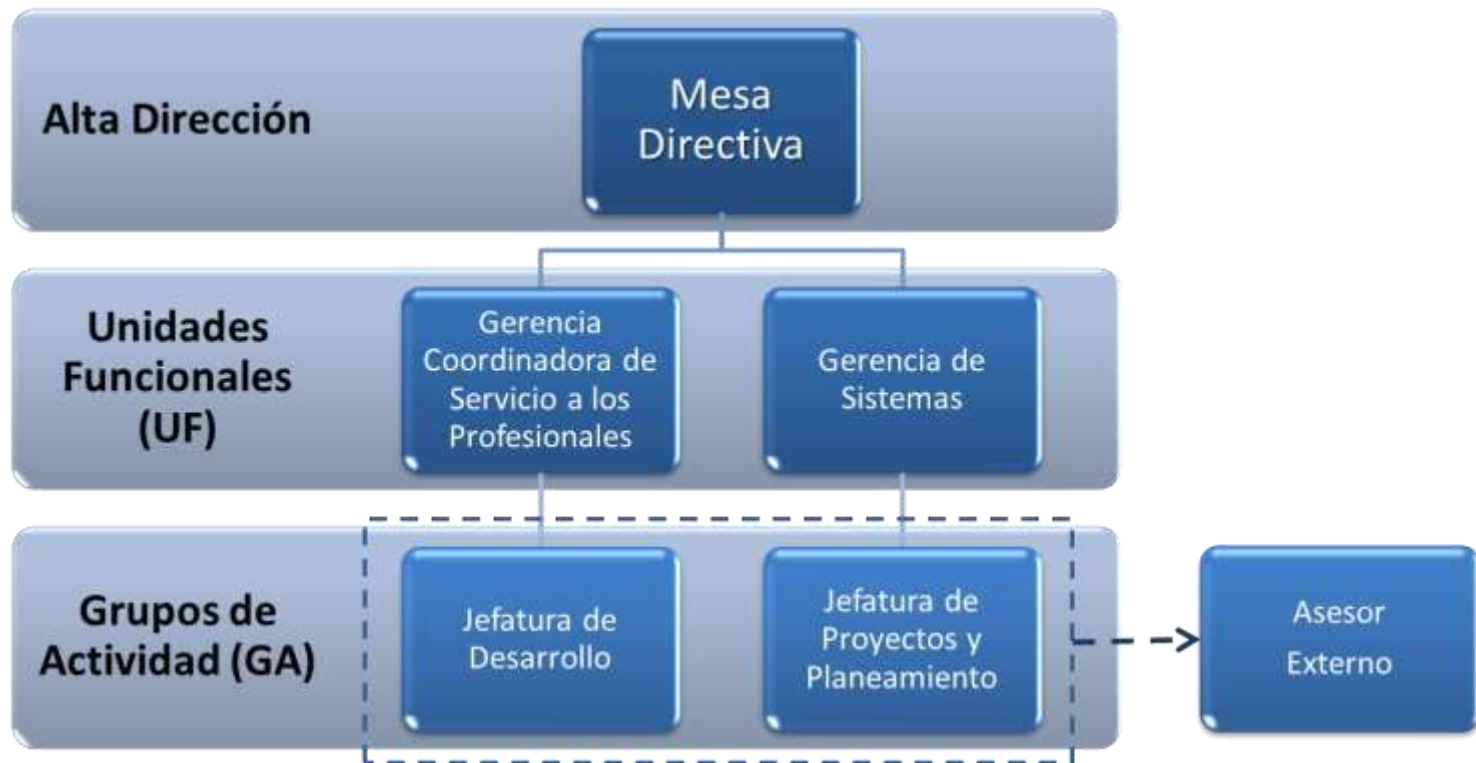 Alta Dirección
Mesa
Directiva
Unidades
Funcionales
(UF)
Gerencia
Coordinadora de
Servicio a los
Profesionales
Gerencia de
Sistemas
Grupos de
Actividad (GA)
Jefatura de
Desarrollo
Jefatura de
Proyectos y
Planeamiento
Asesor
Externo